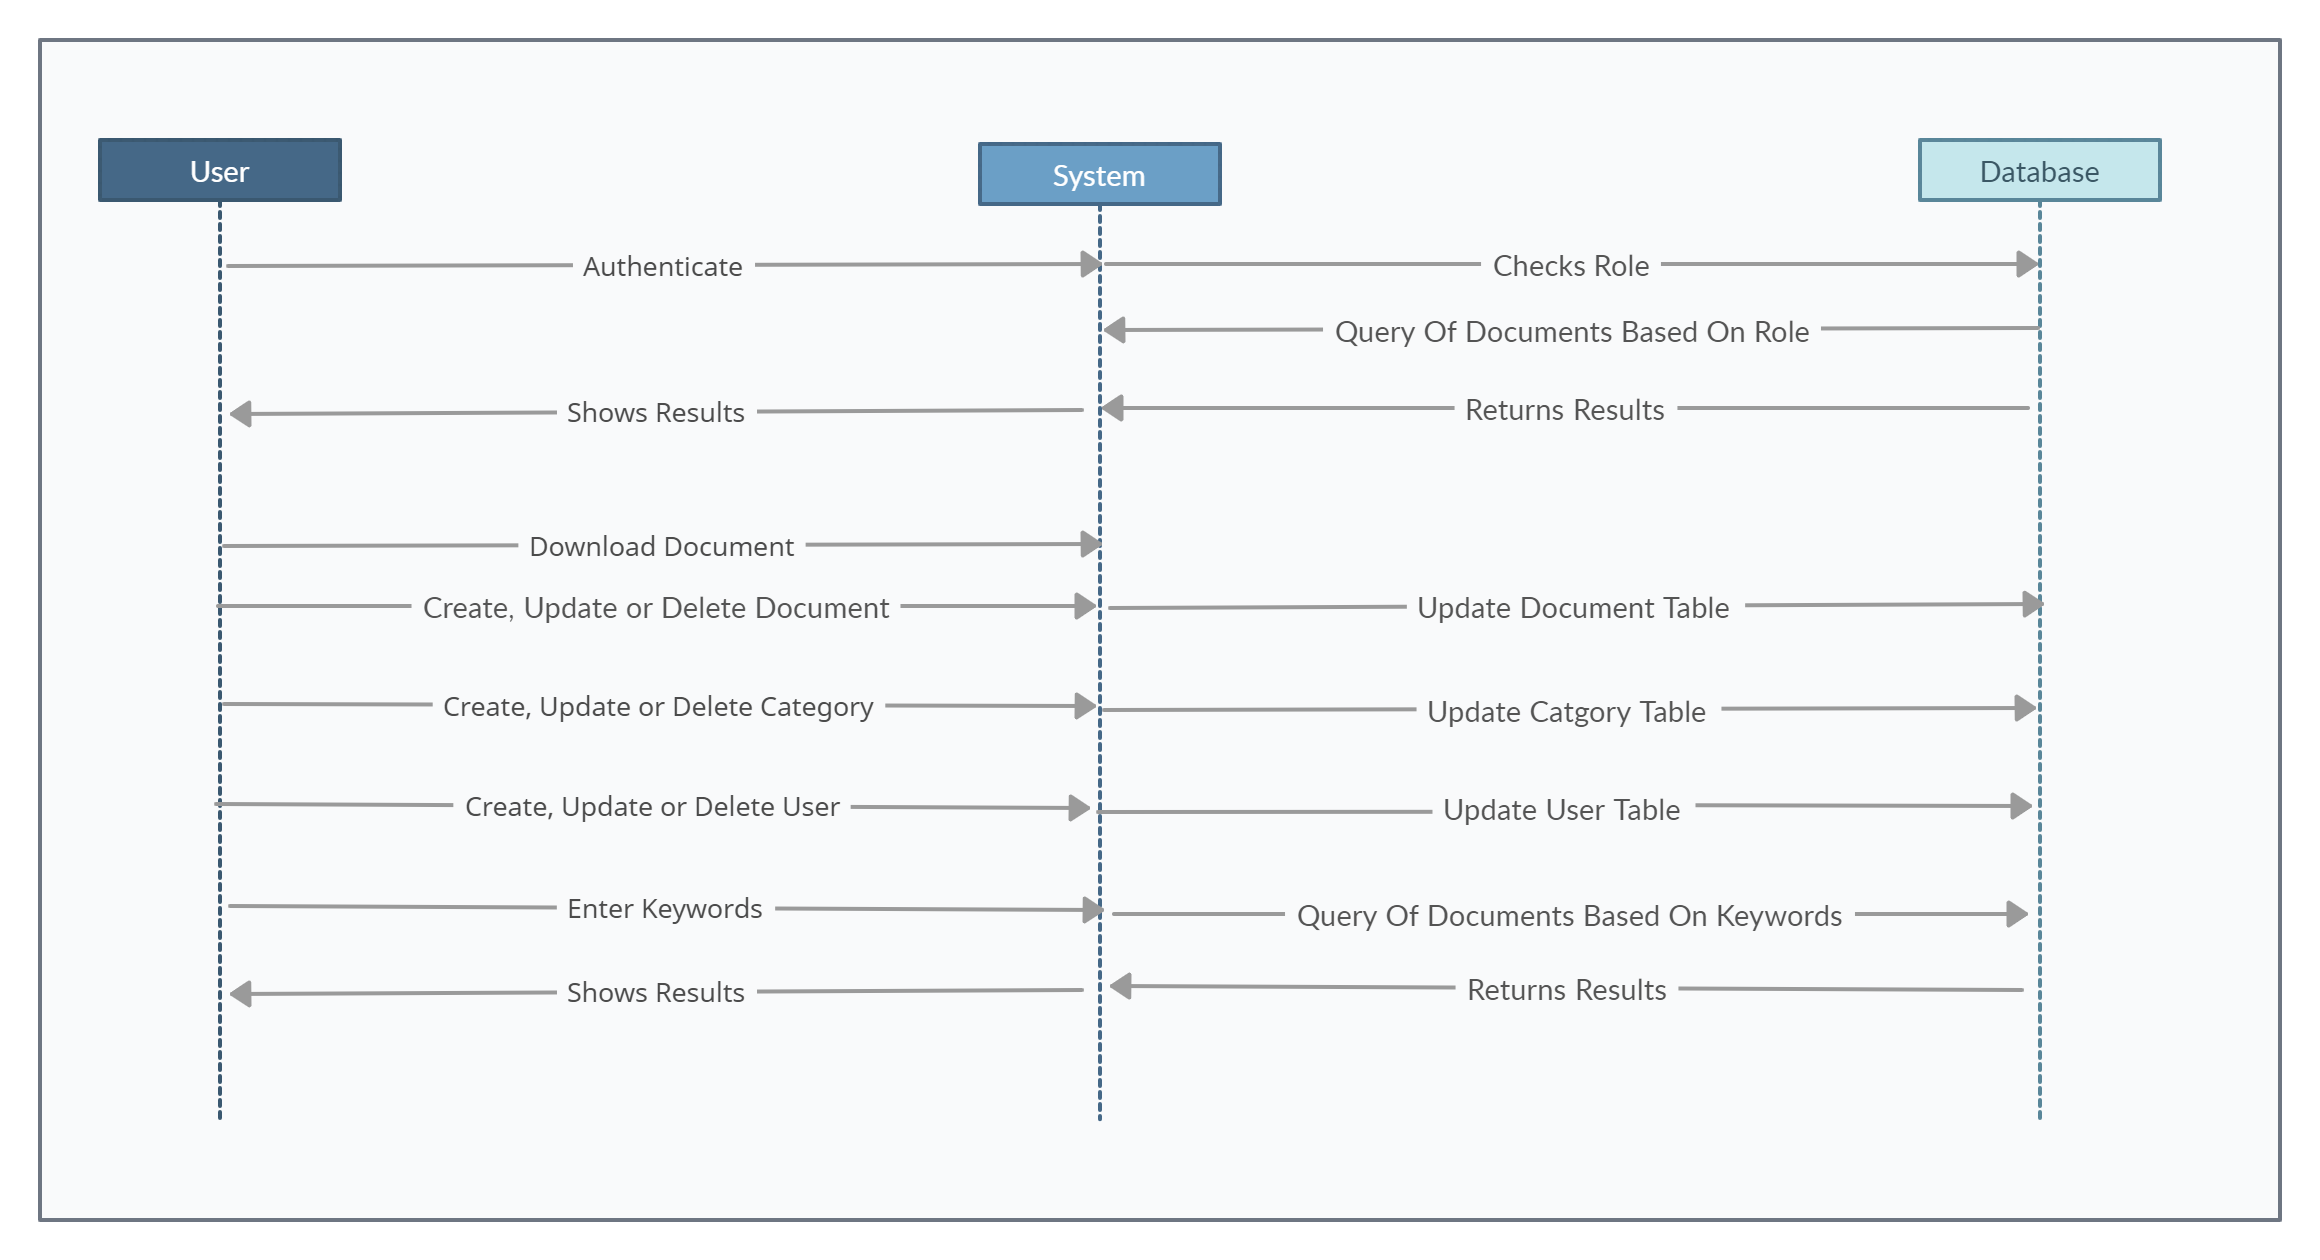 User
System
Database
Authenticate
Checks Role
Query Of Documents Based On Role
Shows Results
Returns Results
Download Document
Create, Update or Delete Document
Update Document Table
Create, Update or Delete Category
Update Catgory Table
Create, Update or Delete User
Update User Table
Enter Keywords
Query Of Documents Based On Keywords
Shows Results
Returns Results